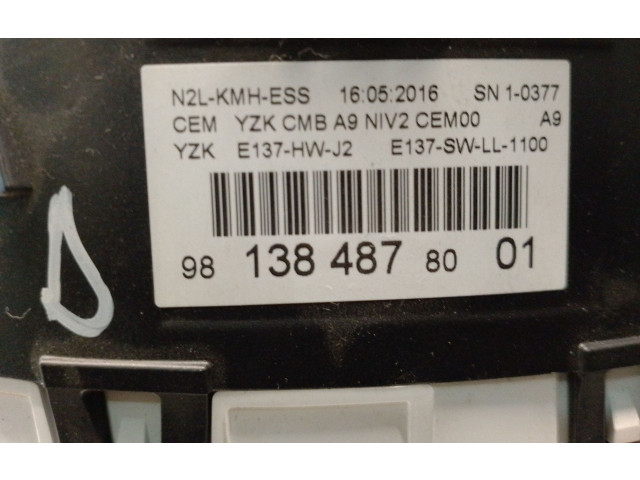 N2L-KMH-ESS 16:05:2016 SN 1-0377
CEM YZK CMB A9 NIV2 CEM00 A9
YZK E137-HW-J2 E137-SW-LL-1100
98 138 487 80 01